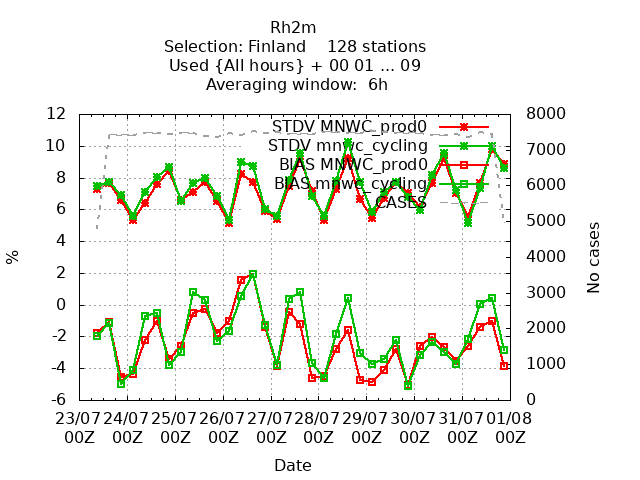 Rh2m
Selection: Finland    128 stations
Used {All hours} + 00 01 ... 09
Averaging window:  6h
12
10
8
6
4
2
0
-2
-4
-6
%
8000
7000
6000
5000
4000
3000
2000
1000
0
No cases
STDV MNWC_prod0
STDV mnwc_cycling
BIAS MNWC_prod0
BIAS mnwc_cycling
CASES
23/07 24/07 25/07 26/07 27/07 28/07 29/07 30/07 31/07 01/08
00Z 00Z 00Z 00Z 00Z 00Z 00Z 00Z 00Z 00Z
Date